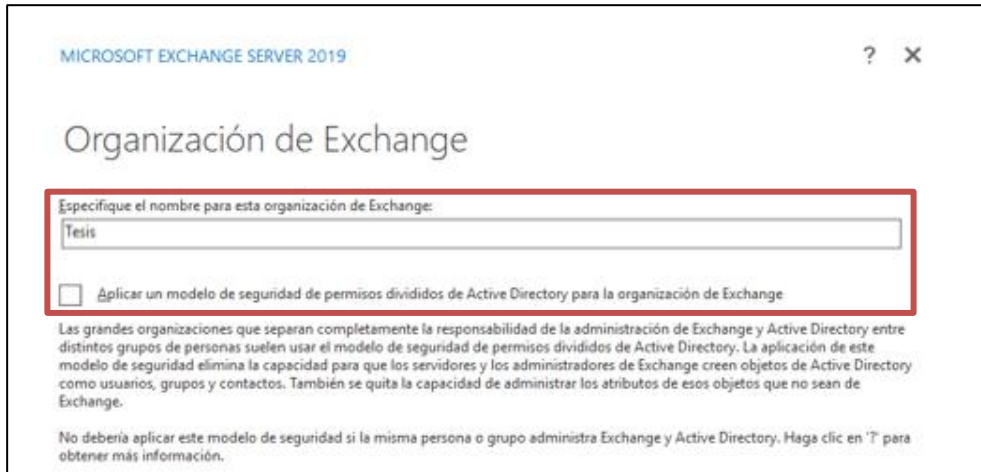 MICROSOFT EXCHANGE SERVER 2019
?
Organización de Exchange
Especifique el nombre para esta organización de Exchange:
Tesis
Aplicar un modelo de seguridad de permisos divididos de Active Directory para la organización de Exchange
Las grandes organizaciones que separan completamente la responsabilidad de la administración de Exchange y Active Directory entre
distintos grupos de personas suelen usar el modelo de seguridad de permisos divididos de Active Directory. La aplicación de este
modelo de seguridad elimina la capacidad para que los servidores y los administradores de Exchange creen objetos de Active Directory
como usuarios, grupos y contactos. También se quita la capacidad de administrar los atributos de esos objetos que no sean de
Exchange.
No debería aplicar este modelo de seguridad si la misma persona o grupo administra Exchange y Active Directory. Haga clic en '?' para
obtener más información.